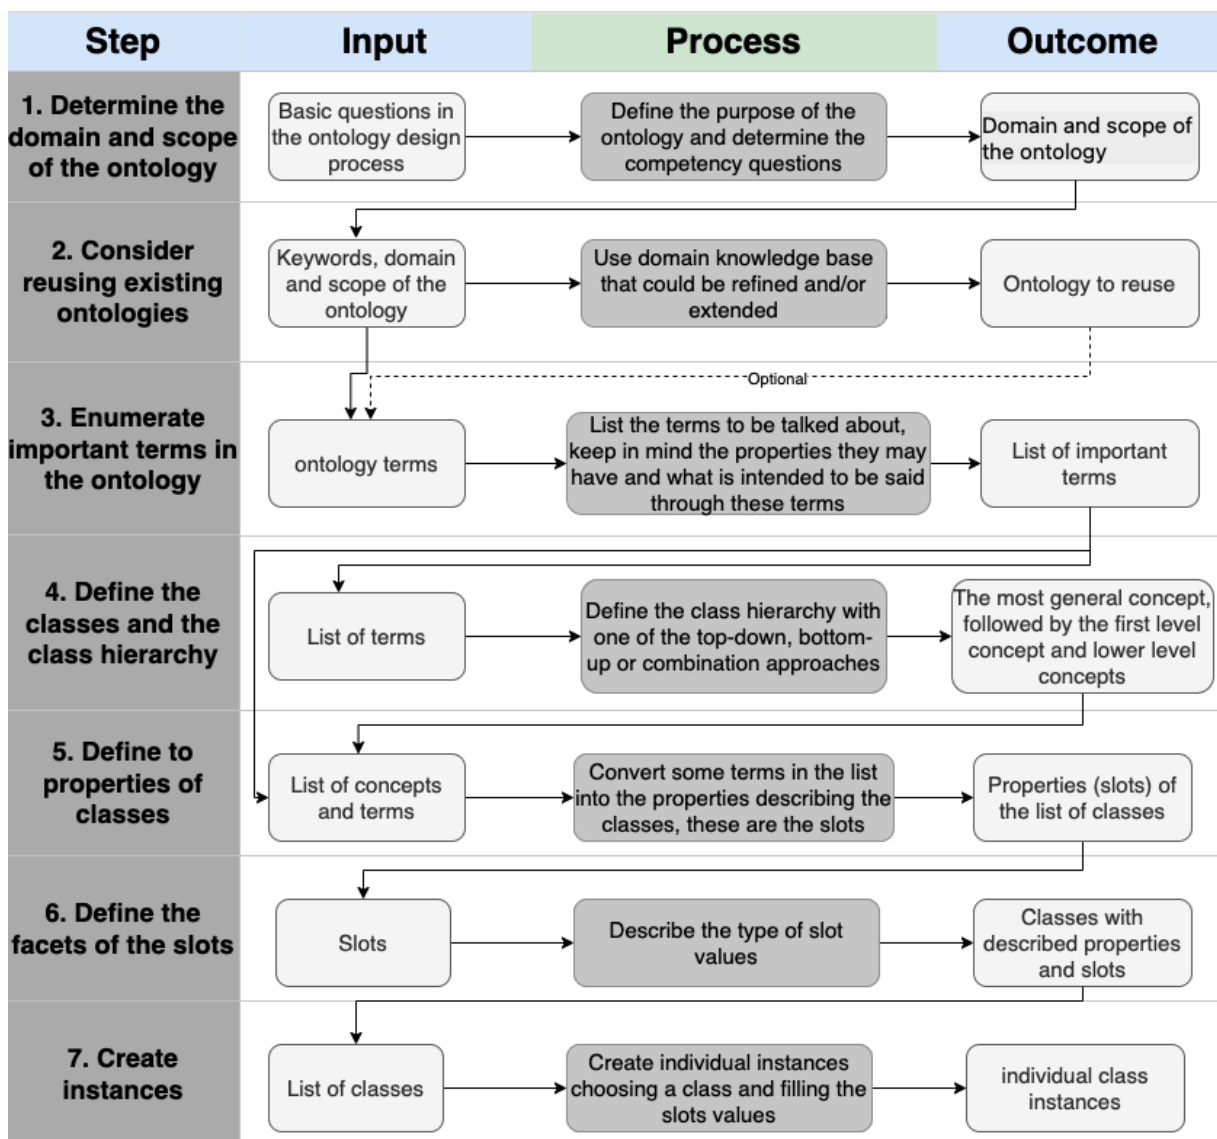 Step
Input
Process
Outcome
1. Determine the
domain and scope
of the ontology
Basic questions in
the ontology design
process
Define the purpose of the
ontology and determine the
competency questions
Domain and scope of
the ontology
2. Consider
reusing existing
ontologies
Keywords, domain
and scope of the
ontology
Use domain knowledge base
that could be refined and/or
extended
Ontology to reuse
Optional
3. Enumerate
important terms in
the ontology
ontology terms
List the terms to be talked about,
keep in mind the properties they may
have and what is intended to be said
through these terms
List of important
terms
4. Define the
classes and the
class hierarchy
List of terms
Define the class hierarchy with
one of the top-down, bottom-
up or combination approaches
The most general concept,
followed by the first level
concept and lower level
concepts
5. Define to
properties of
classes
List of concepts
and terms
Convert some terms in the list
into the properties describing the
classes, these are the slots
Properties (slots) of
the list of classes
6. Define the
facets of the slots
Slots
Describe the type of slot
values
Classes with
described properties
and slots
7. Create
instances
List of classes
Create individual instances
choosing a class and filling the
slots values
individual class
instances